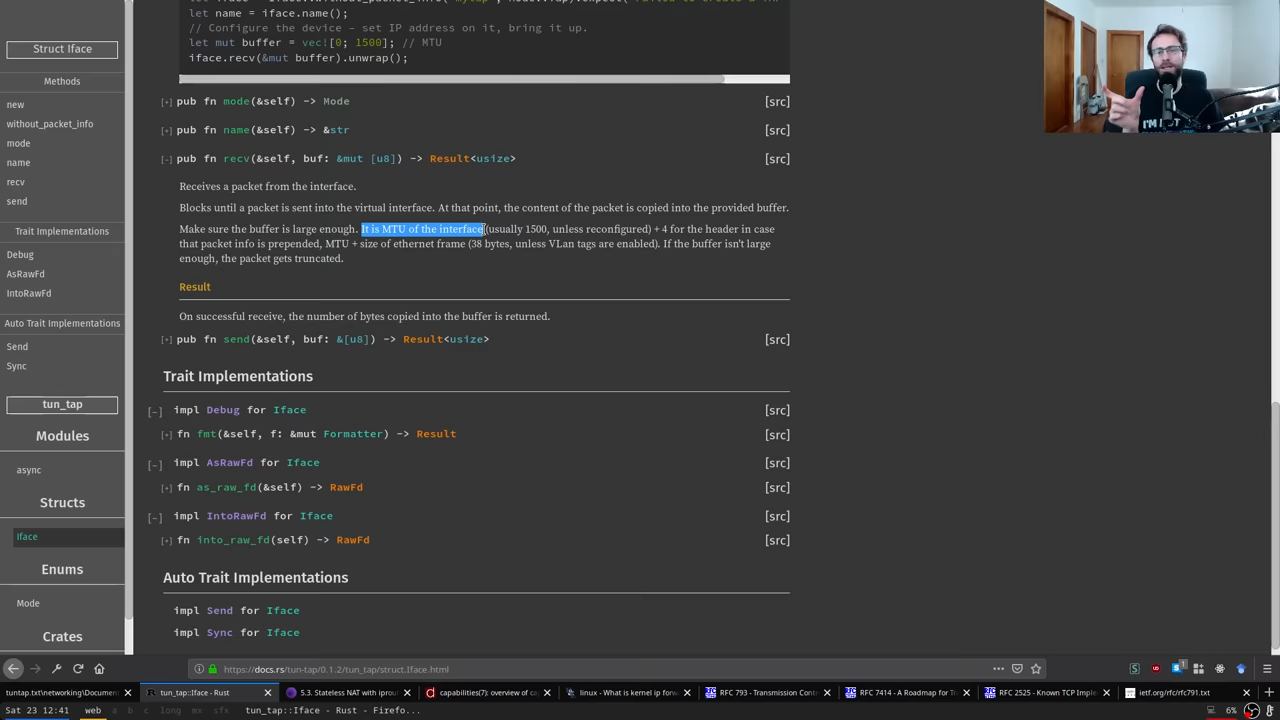 let name = iface.name();
// Configure the device – set IP address on it, bring it up.
let mut buffer = vec![0; 1500]; // MTU
iface.recv(&mut buffer).unwrap();
Struct Iface
Methods
new
without_packet_info
mode
name
recv
send
Trait Implementations
Debug
AsRawFd
IntoRawFd
Auto Trait Implementations
Send
Sync
tun_tap
Modules
async
Structs
Iface
Enums
Mode
Crates
[+] pub fn mode(&self) -> Mode [src]
[+] pub fn name(&self) -> &str [src]
[-] pub fn recv(&self, buf: &mut [u8]) -> Result<usize> [src]
Receives a packet from the interface.
Blocks until a packet is sent into the virtual interface. At that point, the content of the packet is copied into the provided buffer.
Make sure the buffer is large enough. It is MTU of the interface (usually 1500, unless reconfigured) + 4 for the header in case
that packet info is prepended, MTU + size of ethernet frame (38 bytes, unless VLan tags are enabled). If the buffer isn't large
enough, the packet gets truncated.
Result
On successful receive, the number of bytes copied into the buffer is returned.
[+] pub fn send(&self, buf: &[u8]) -> Result<usize> [src]
Trait Implementations
[-] impl Debug for Iface [src]
[+] fn fmt(&self, f: &mut Formatter) -> Result [src]
[-] impl AsRawFd for Iface [src]
[+] fn as_raw_fd(&self) -> RawFd [src]
[-] impl IntoRawFd for Iface [src]
[+] fn into_raw_fd(self) -> RawFd [src]
Auto Trait Implementations
impl Send for Iface
impl Sync for Iface
I'M NOT
https://docs.rs/tun-tap/0.1.2/tun_tap/struct.Iface.html
1
tuntap.txt\networking\Document
tun_tap::Iface - Rust
5.3. Stateless NAT with iprou
capabilities(7): overview of ca
linux - What is kernel ip forw
RFC 793 - Transmission Cont
RFC 7414 - A Roadmap for Tr
RFC 2525 - Known TCP Imple
ietf.org/rfc/rfc791.txt
Sat 23 12:41 web a b c l mx sfx tun_tap::Iface - Rust - Firefo... 6%